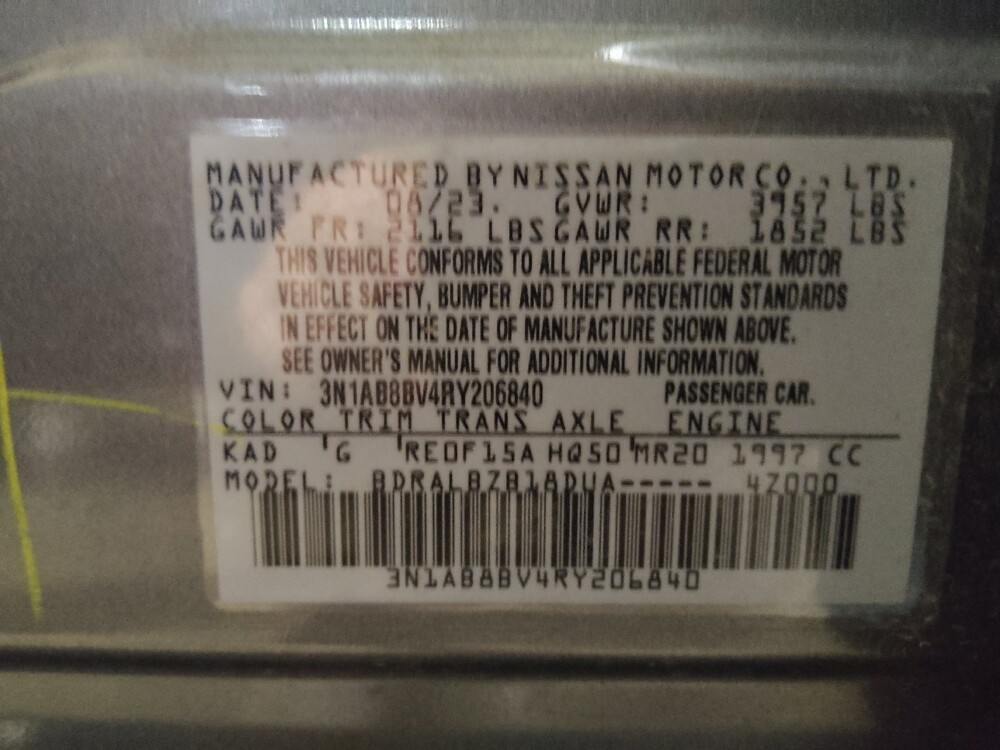 MANUFACTURED BY NISSAN MOTOR CO., LTD.
DATE: 08/23. GVWR: 3957 LBS
GAWR FR: 2116 LBS GAWR RR: 1852 LBS
THIS VEHICLE CONFORMS TO ALL APPLICABLE FEDERAL MOTOR
VEHICLE SAFETY, BUMPER AND THEFT PREVENTION STANDARDS
IN EFFECT ON THE DATE OF MANUFACTURE SHOWN ABOVE.
SEE OWNER'S MANUAL FOR ADDITIONAL INFORMATION.
VIN: 3N1AB8BV4RY206840 PASSENGER CAR.
COLOR TRIM TRANS AXLE ENGINE
KAD G RE0F15A HQ50 MR20 1997 CC
MODEL: BDRALBZB18DUA----- 4Z000
3N1AB8BV4RY206840